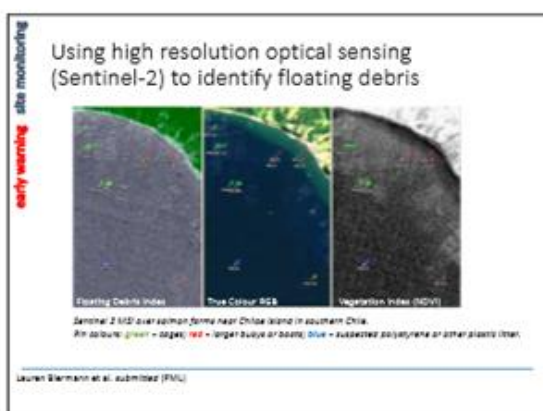 early warning site monitoring
Using high resolution optical sensing
(Sentinel-2) to identify floating debris
Floating Debris Index
True Colour RGB
Vegetation Index (NDVI)
Sentinel 2 MSI over salmon farms near Chiloe Island in southern Chile.
Pin colours: green = cages; red = larger buoys or boats; blue = suspected polystyrene or other plastic litter.
Lauren Biermann et al. submitted (PML)